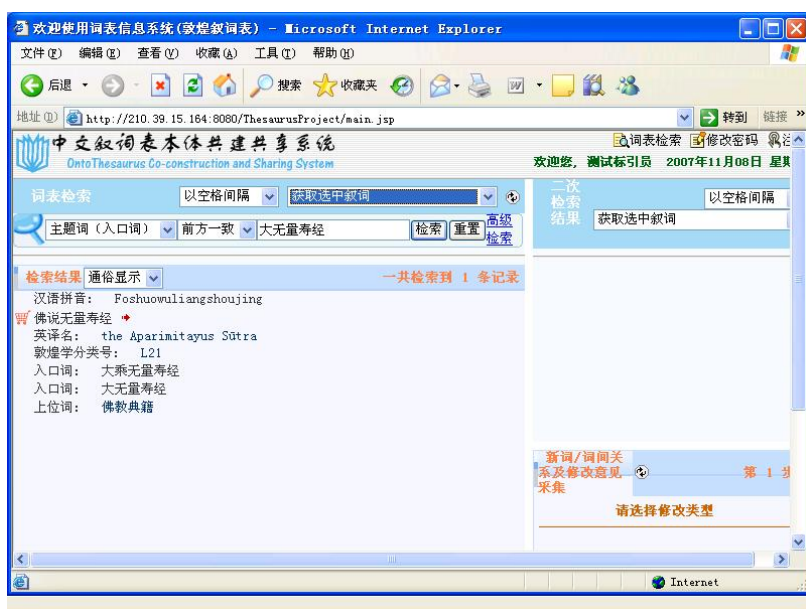 欢迎使用词表信息系统(敦煌叙词表) - Microsoft Internet Explorer
文件(F) 编辑(E) 查看(V) 收藏(A) 工具(T) 帮助(H)
后退 搜索 收藏夹
地址(D) http://210.39.15.164:8080/ThesaurusProject/main.jsp 转到 链接 »
中文叙词表本体共建共享系统
OntoThesaurus Co-construction and Sharing System
词表检索 修改密码
欢迎您, 测试标引员 2007年11月08日 星期
词表检索 以空格间隔 获取选中叙词
主题词（入口词） 前方一致 大无量寿经 检索 重置 高级检索
二次检索结果 以空格间隔
获取选中叙词
检索结果 通俗显示 一共检索到 1 条记录
汉语拼音: Foshuowuliangshoujing
佛说无量寿经
英译名: the Aparimitayus Sūtra
敦煌学分类号: L21
入口词: 大乘无量寿经
入口词: 大无量寿经
上位词: 佛教典籍
新词/词间关系及修改意见采集 第 1 步
请选择修改类型
Internet